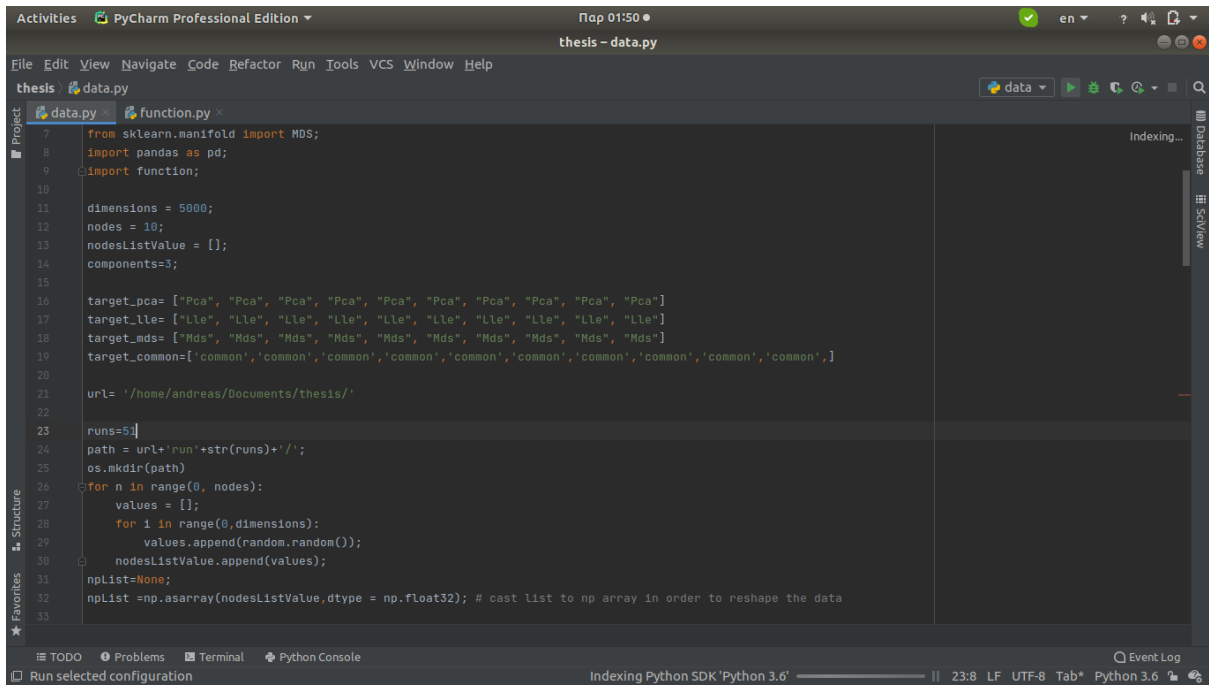 Activities PyCharm Professional Edition Παρ 01:50 en ?
thesis – data.py
File Edit View Navigate Code Refactor Run Tools VCS Window Help
thesis data.py data
Project data.py function.py
7 from sklearn.manifold import MDS; Indexing...
8 import pandas as pd;
9 import function;
10
11 dimensions = 5000;
12 nodes = 10;
13 nodesListValue = [];
14 components=3;
15
16 target_pca= ["Pca", "Pca", "Pca", "Pca", "Pca", "Pca", "Pca", "Pca", "Pca", "Pca"]
17 target_lle= ["Lle", "Lle", "Lle", "Lle", "Lle", "Lle", "Lle", "Lle", "Lle", "Lle"]
18 target_mds= ["Mds", "Mds", "Mds", "Mds", "Mds", "Mds", "Mds", "Mds", "Mds", "Mds"]
19 target_common=['common','common','common','common','common','common','common','common','common','common',]
20
21 url= '/home/andreas/Documents/thesis/'
22
23 runs=51
24 path = url+'run'+str(runs)+'/';
25 os.mkdir(path)
26 for n in range(0, nodes):
27 values = [];
28 for i in range(0,dimensions):
29 values.append(random.random());
30 nodesListValue.append(values);
31 npList=None;
32 npList =np.asarray(nodesListValue,dtype = np.float32); # cast list to np array in order to reshape the data
33
Database
SciView
Structure
Favorites
TODO Problems Terminal Python Console Event Log
Run selected configuration Indexing Python SDK 'Python 3.6' 23:8 LF UTF-8 Tab* Python 3.6